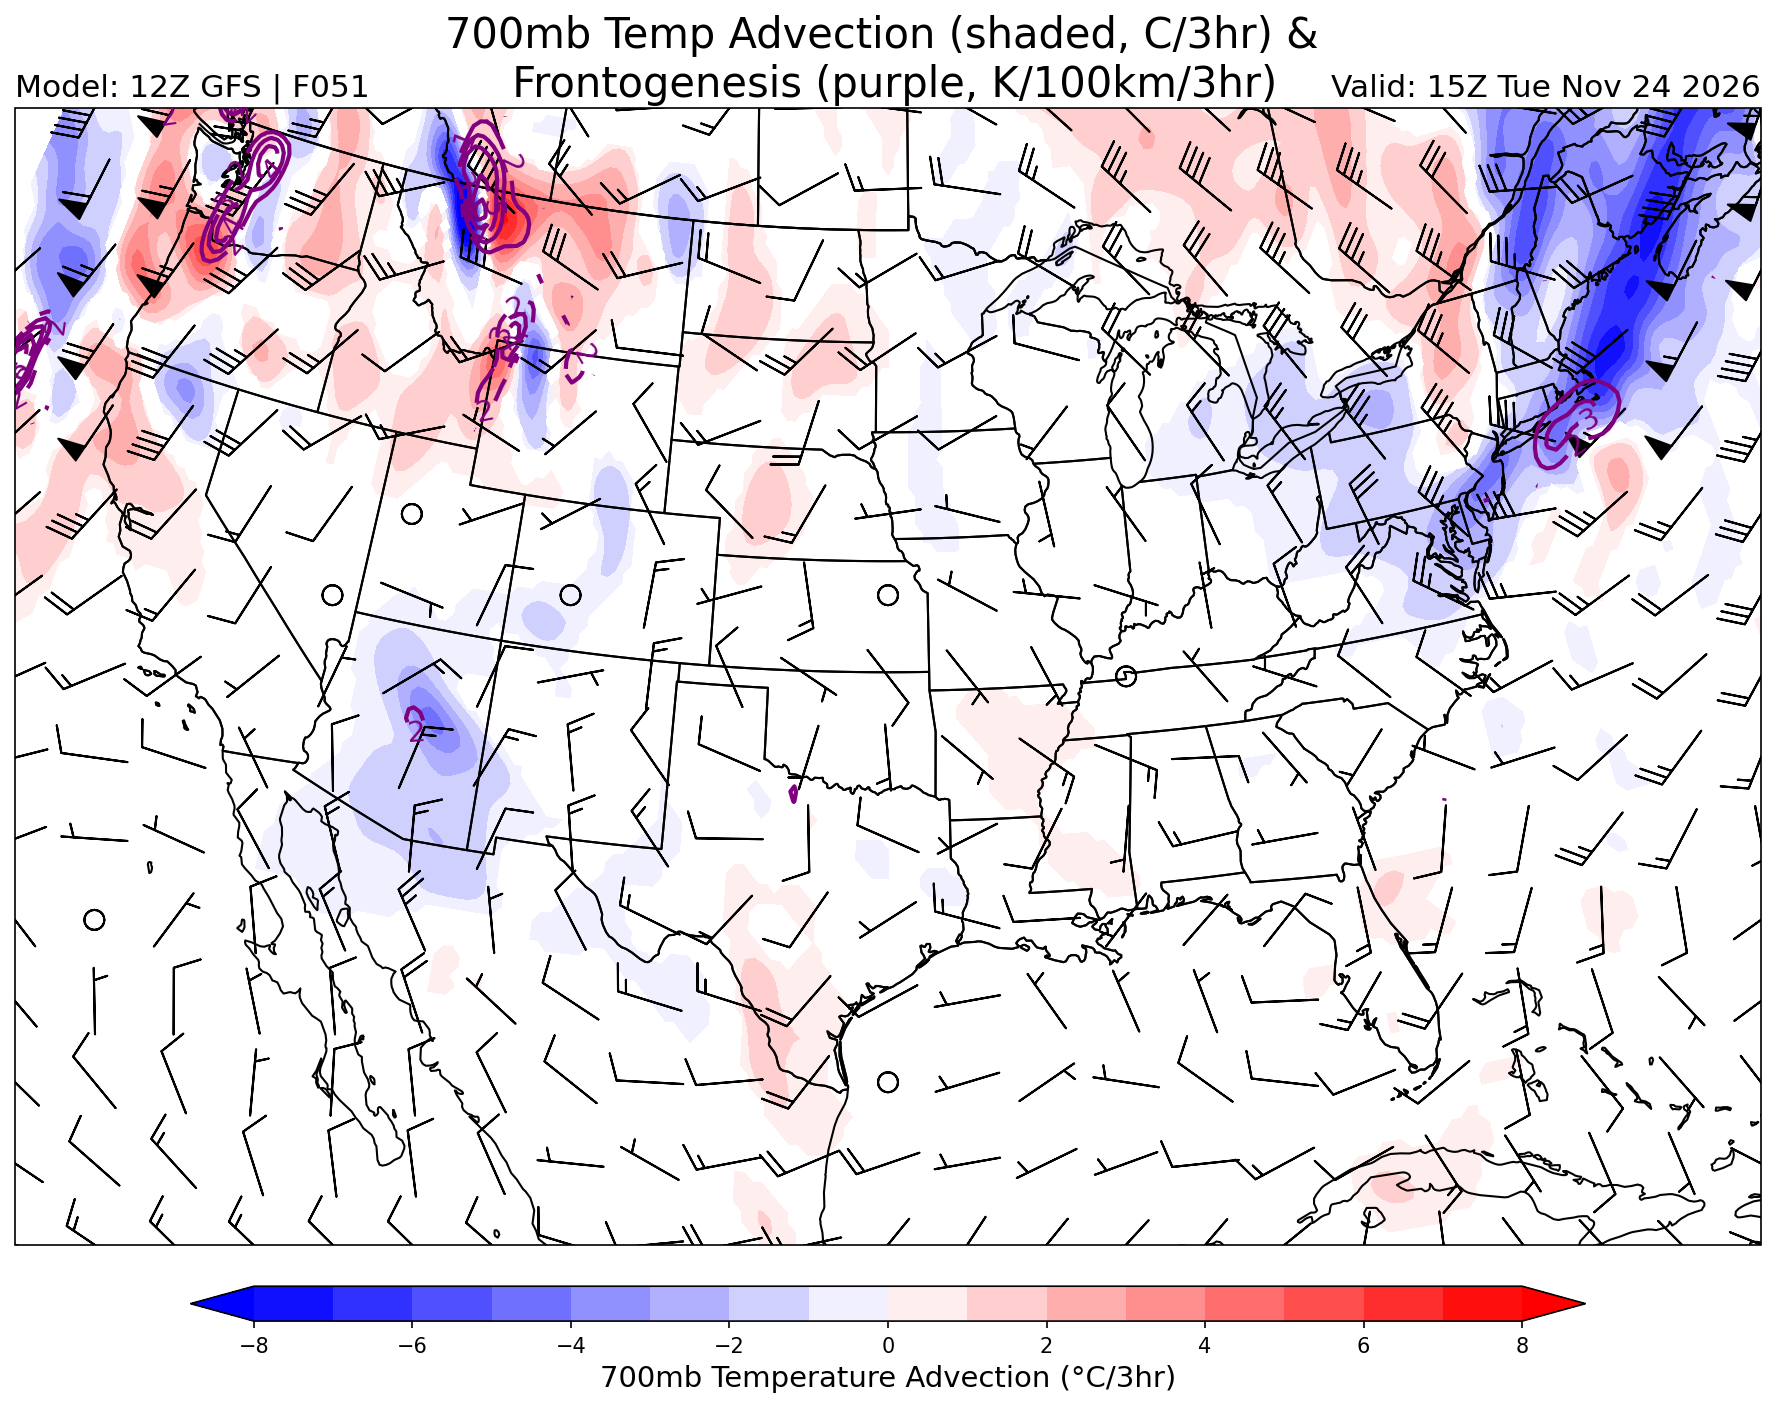 700mb Temp Advection (shaded, C/3hr) &
Model: 12Z GFS | F051 Frontogenesis (purple, K/100km/3hr) Valid: 15Z Tue Nov 24 2026
−8 −6 −4 −2 0 2 4 6 8
700mb Temperature Advection (°C/3hr)